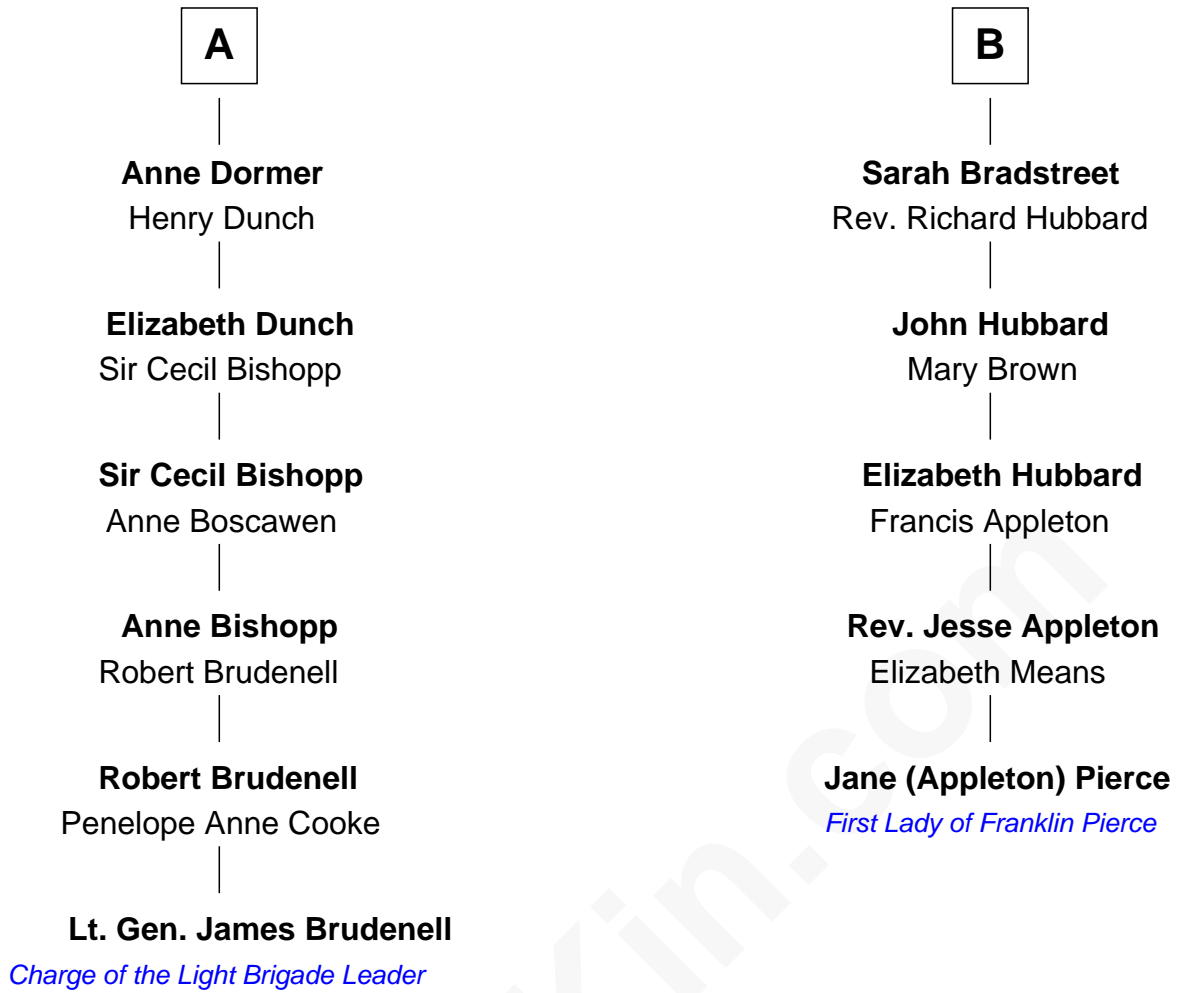 A
Anne Dormer
Henry Dunch
Elizabeth Dunch
Sir Cecil Bishopp
Sir Cecil Bishopp
Anne Boscawen
Anne Bishopp
Robert Brudenell
Robert Brudenell
Penelope Anne Cooke
Lt. Gen. James Brudenell
Charge of the Light Brigade Leader
B
Sarah Bradstreet
Rev. Richard Hubbard
John Hubbard
Mary Brown
Elizabeth Hubbard
Francis Appleton
Rev. Jesse Appleton
Elizabeth Means
Jane (Appleton) Pierce
First Lady of Franklin Pierce